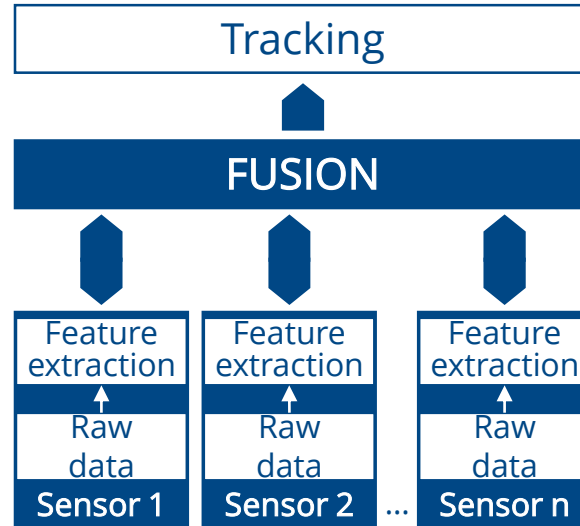 Tracking
FUSION
Feature
extraction
Raw
data
Sensor 1
Feature
extraction
Raw
data
Sensor 2
...
Feature
extraction
Raw
data
Sensor n